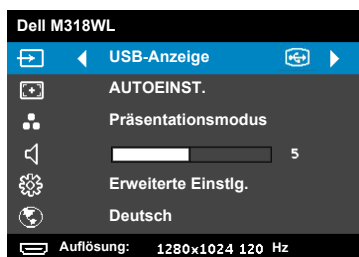 Dell M318WL
USB-Anzeige
AUTOEINST.
Präsentationsmodus
5
Erweiterte Einstlg.
Deutsch
Auflösung: 1280x1024 120 Hz